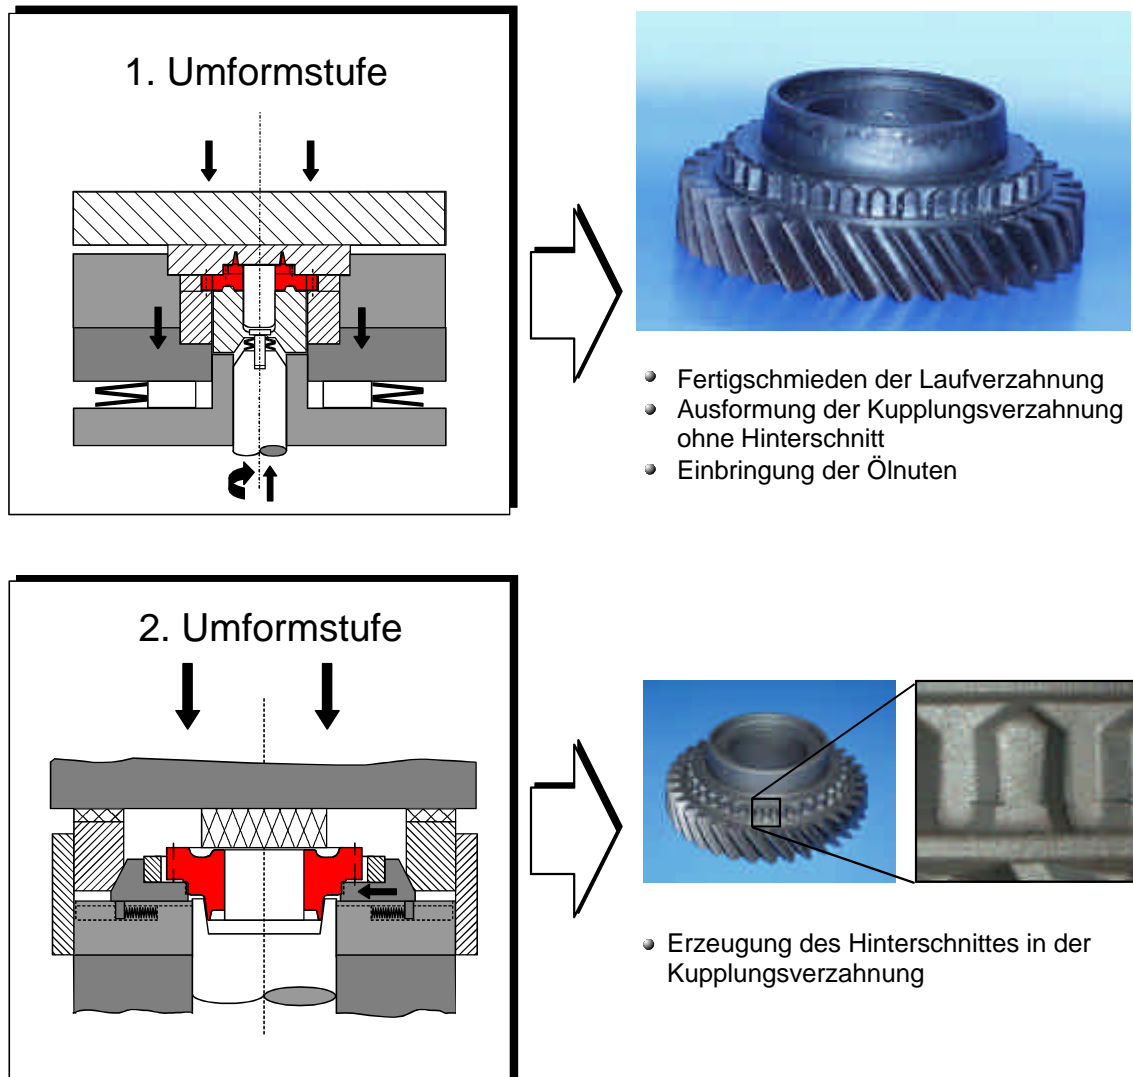 1. Umformstufe
Fertigschmieden der Laufverzahnung
Ausformung der Kupplungsverzahnung
ohne Hinterschnitt
Einbringung der Ölnuten
2. Umformstufe
Erzeugung des Hinterschnittes in der
Kupplungsverzahnung